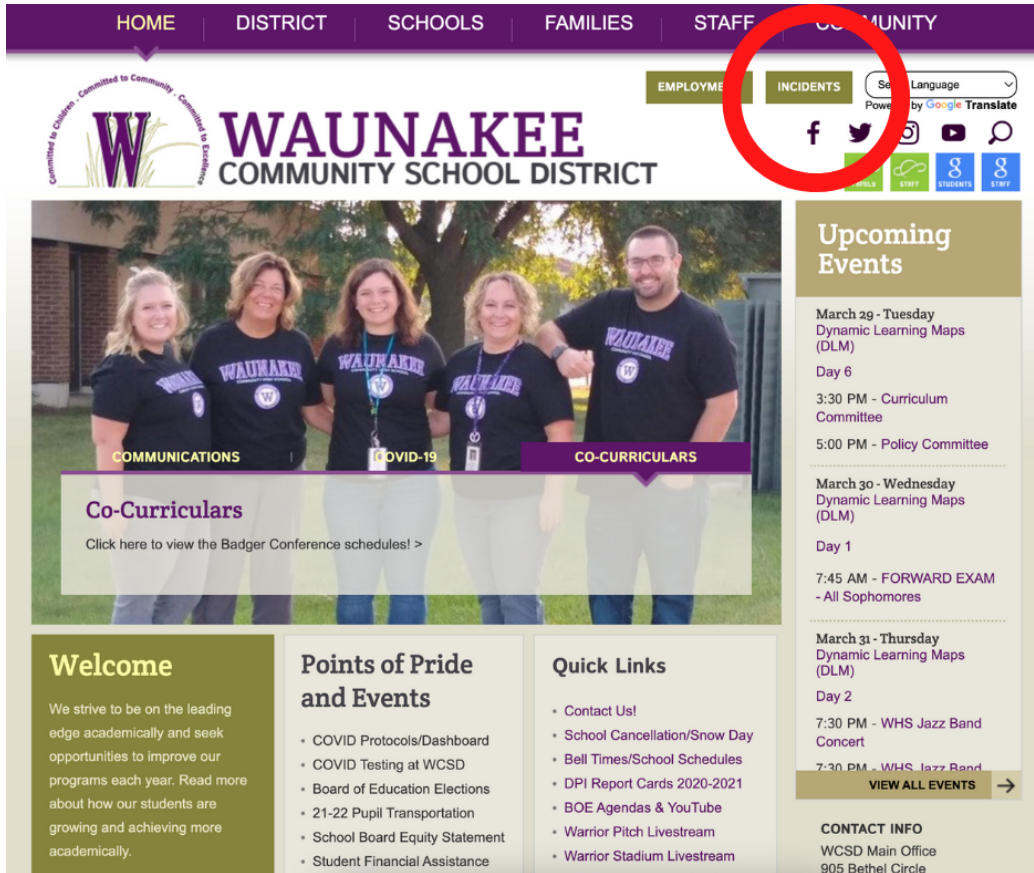 HOME DISTRICT SCHOOLS FAMILIES STAFF COMMUNITY
Committed to Children . Committed to Community . Committed to Excellence
W
WAUNAKEE
COMMUNITY SCHOOL DISTRICT
INCIDENTS
Language
by Google Translate
STAFF
STUDENTS
STAFF
WAUNAKEE
WAUNAKEE
WAUNAKEE
WAUNAKEE
COMMUNICATIONS COVID-19 CO-CURRICULARS
Co-Curriculars
Click here to view the Badger Conference schedules! >
Upcoming
Events
March 29 - Tuesday
Dynamic Learning Maps
(DLM)
Day 6
3:30 PM - Curriculum
Committee
5:00 PM - Policy Committee
March 30 - Wednesday
Dynamic Learning Maps
(DLM)
Day 1
7:45 AM - FORWARD EXAM
- All Sophomores
March 31 - Thursday
Dynamic Learning Maps
(DLM)
Day 2
7:30 PM - WHS Jazz Band
Concert
7:30 PM - WHS Jazz Band
VIEW ALL EVENTS
CONTACT INFO
WCSD Main Office
905 Bethel Circle
Welcome
We strive to be on the leading
edge academically and seek
opportunities to improve our
programs each year. Read more
about how our students are
growing and achieving more
academically.
Points of Pride
and Events
COVID Protocols/Dashboard
COVID Testing at WCSD
Board of Education Elections
21-22 Pupil Transportation
School Board Equity Statement
Student Financial Assistance
Quick Links
Contact Us!
School Cancellation/Snow Day
Bell Times/School Schedules
DPI Report Cards 2020-2021
BOE Agendas & YouTube
Warrior Pitch Livestream
Warrior Stadium Livestream